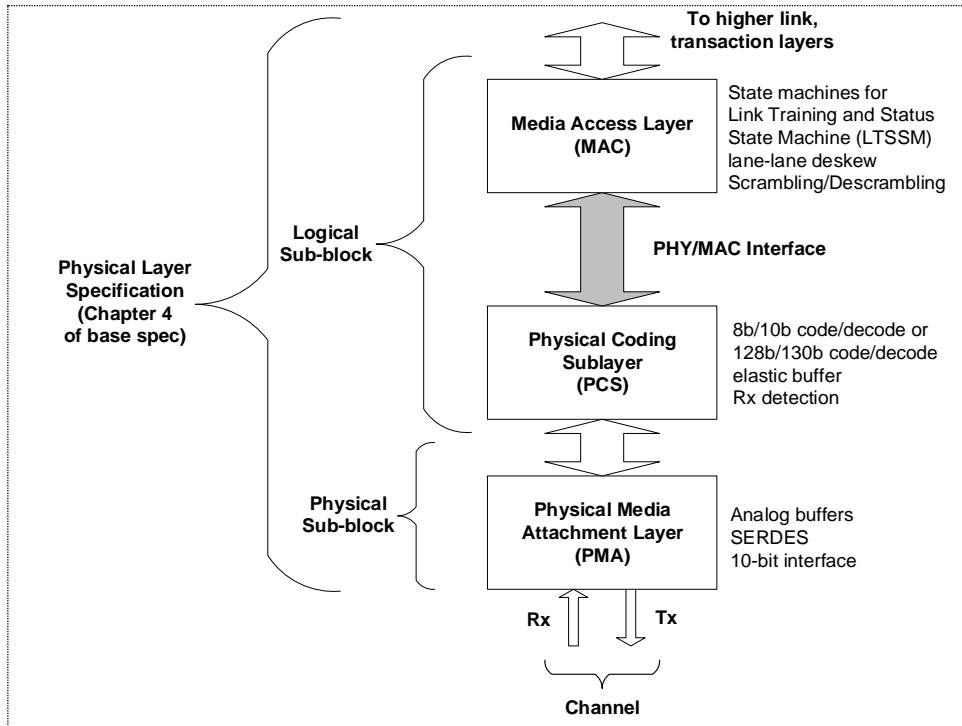 To higher link,
transaction layers
Media Access Layer
(MAC)
State machines for
Link Training and Status
State Machine (LTSSM)
lane-lane deskew
Scrambling/Descrambling
Logical
Sub-block
PHY/MAC Interface
Physical Layer
Specification
(Chapter 4
of base spec)
Physical Coding
Sublayer
(PCS)
8b/10b code/decode or
128b/130b code/decode
elastic buffer
Rx detection
Physical
Sub-block
Physical Media
Attachment Layer
(PMA)
Analog buffers
SERDES
10-bit interface
Rx
Tx
Channel